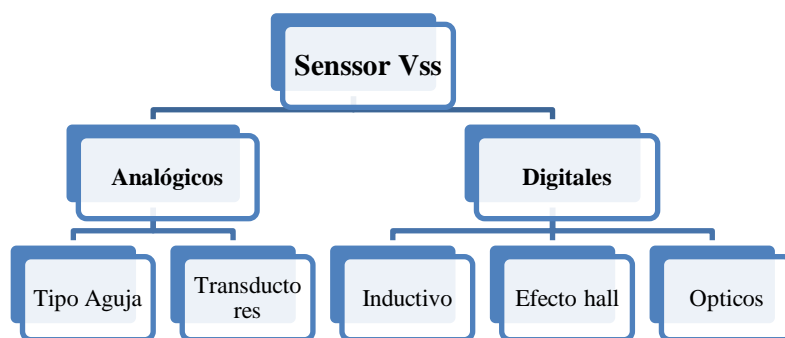 Senssor Vss
Analógicos
Digitales
Tipo Aguja
Transducto
res
Inductivo
Efecto hall
Opticos